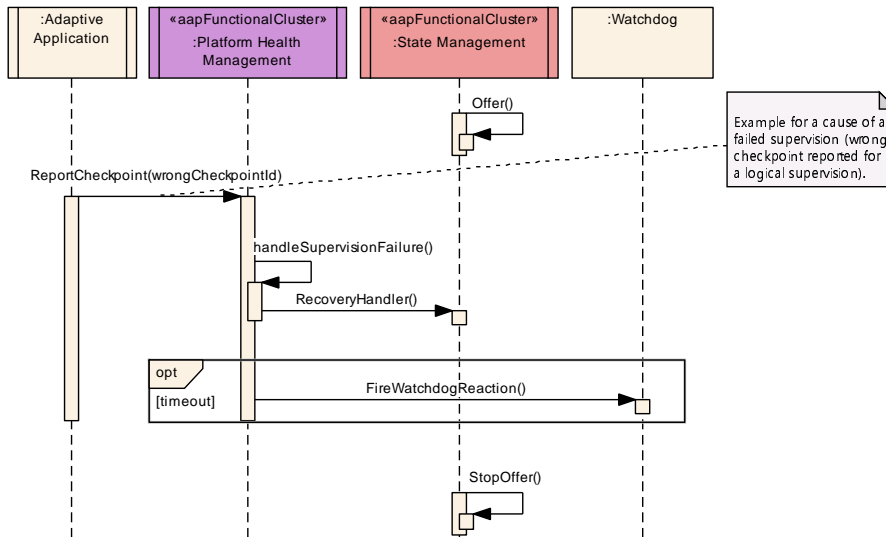 :Adaptive
Application
«aapFunctionalCluster»
:Platform Health
Management
«aapFunctionalCluster»
:State Management
:Watchdog
Offer()
Example for a cause of a
failed supervision (wrong
checkpoint reported for
a logical supervision).
ReportCheckpoint(wrongCheckpointId)
handleSupervisionFailure()
RecoveryHandler()
opt
[timeout]
FireWatchdogReaction()
StopOffer()